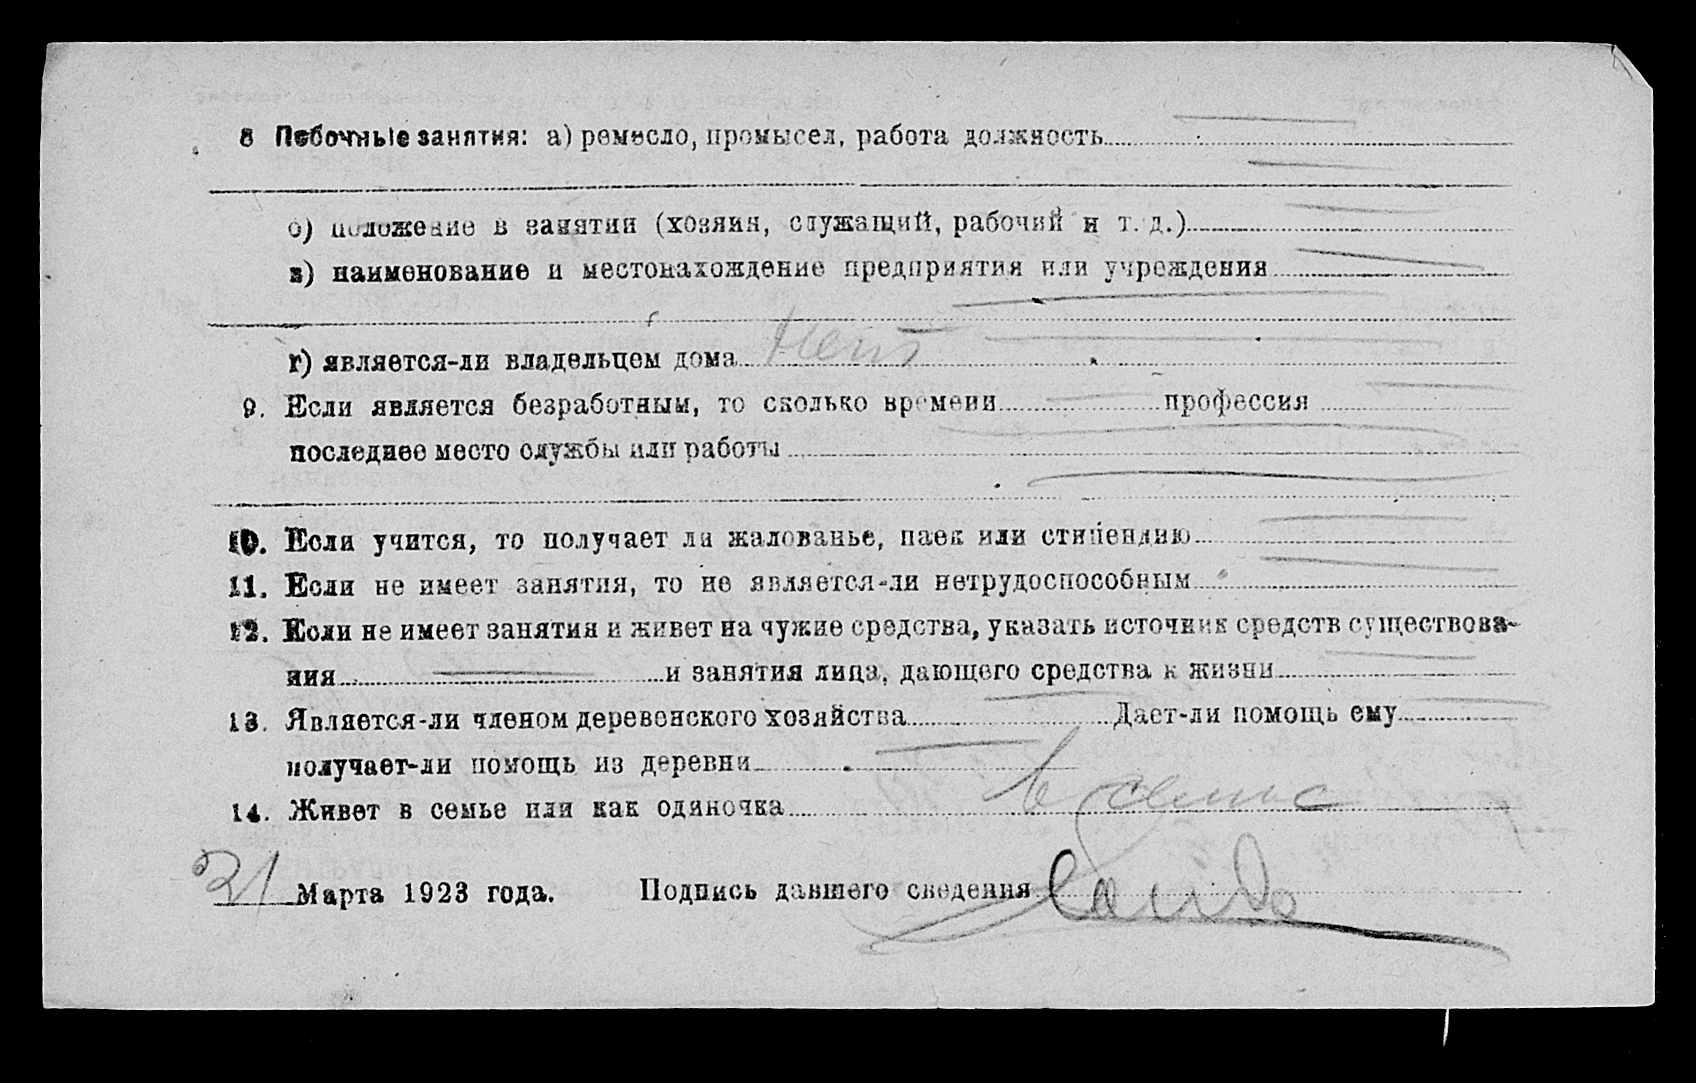 8 Побочные занятия: а) ремесло, промысел, работа должность
б) положение в занятии (хозяин, служащий, рабочий и т. д.)
в) наименование и местонахождение предприятия или учреждения
г) является-ли владельцем дома Нет
9. Если является безработным, то сколько времени профессия
последнее место службы или работы
10. Если учится, то получает ли жалованье, паек или стипендию
11. Если не имеет занятия, то не является-ли нетрудоспособным
12. Если не имеет занятия и живет на чужие средства, указать источник средств существова-
ния и занятия лица, дающего средства к жизни
13. Является-ли членом деревенского хозяйства Дает-ли помощь ему
получает-ли помощь из деревни
14. Живет в семье или как одиночка в семье
21 Марта 1923 года. Подпись давшего сведения